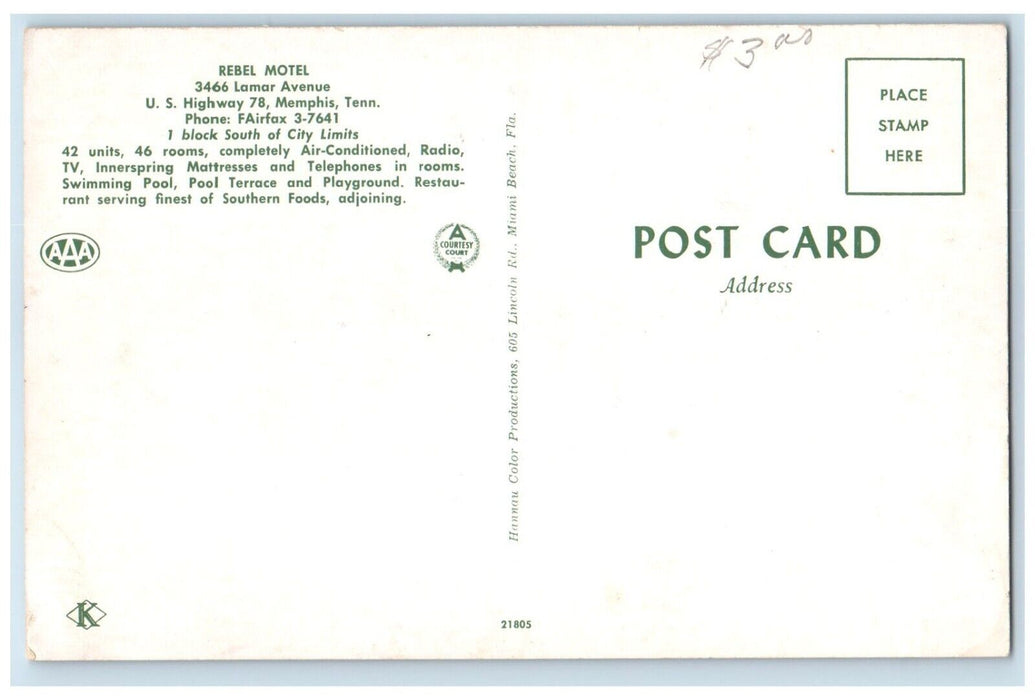 $3 00
REBEL MOTEL
3466 Lamar Avenue
U. S. Highway 78, Memphis, Tenn.
Phone: FAirfax 3-7641
1 block South of City Limits
42 units, 46 rooms, completely Air-Conditioned, Radio,
TV, Innerspring Mattresses and Telephones in rooms.
Swimming Pool, Pool Terrace and Playground. Restau-
rant serving finest of Southern Foods, adjoining.
AAA
A
COURTESY
COURT
K
Hannau Color Productions, 605 Lincoln Rd., Miami Beach, Fla.
21805
PLACE
STAMP
HERE
POST CARD
Address